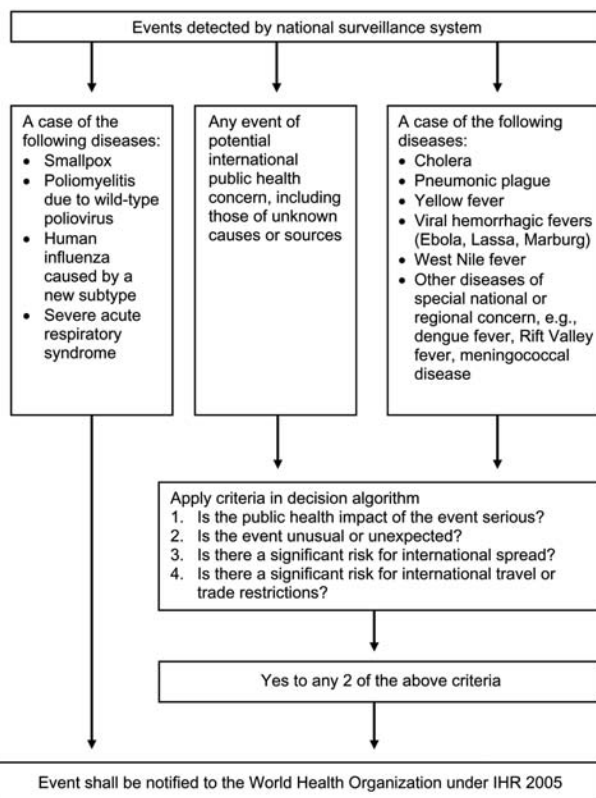 Events detected by national surveillance system
A case of the
following diseases:
• Smallpox
• Poliomyelitis
due to wild-type
poliovirus
• Human
influenza
caused by a
new subtype
• Severe acute
respiratory
syndrome
Any event of
potential
international
public health
concern, including
those of unknown
causes or sources
A case of the following
diseases:
• Cholera
• Pneumonic plague
• Yellow fever
• Viral hemorrhagic fevers
(Ebola, Lassa, Marburg)
• West Nile fever
• Other diseases of
special national or
regional concern, e.g.,
dengue fever, Rift Valley
fever, meningococcal
disease
Apply criteria in decision algorithm
1. Is the public health impact of the event serious?
2. Is the event unusual or unexpected?
3. Is there a significant risk for international spread?
4. Is there a significant risk for international travel or
trade restrictions?
Yes to any 2 of the above criteria
Event shall be notified to the World Health Organization under IHR 2005